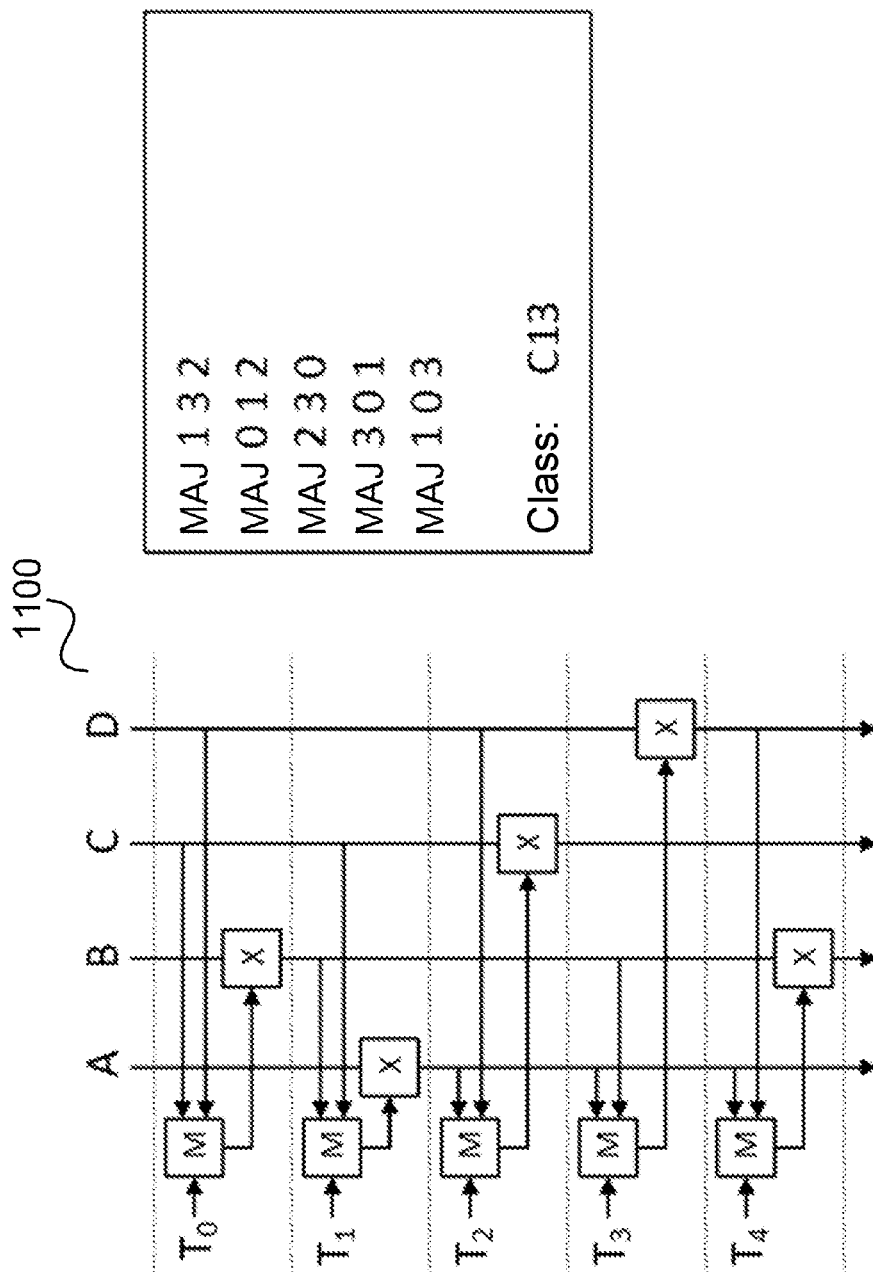 1100
A B C D
T0 M
X
T1 M
X
T2 M
X
T3 M
X
T4 M
X
MAJ 1 3 2
MAJ 0 1 2
MAJ 2 3 0
MAJ 3 0 1
MAJ 1 0 3
Class: C13